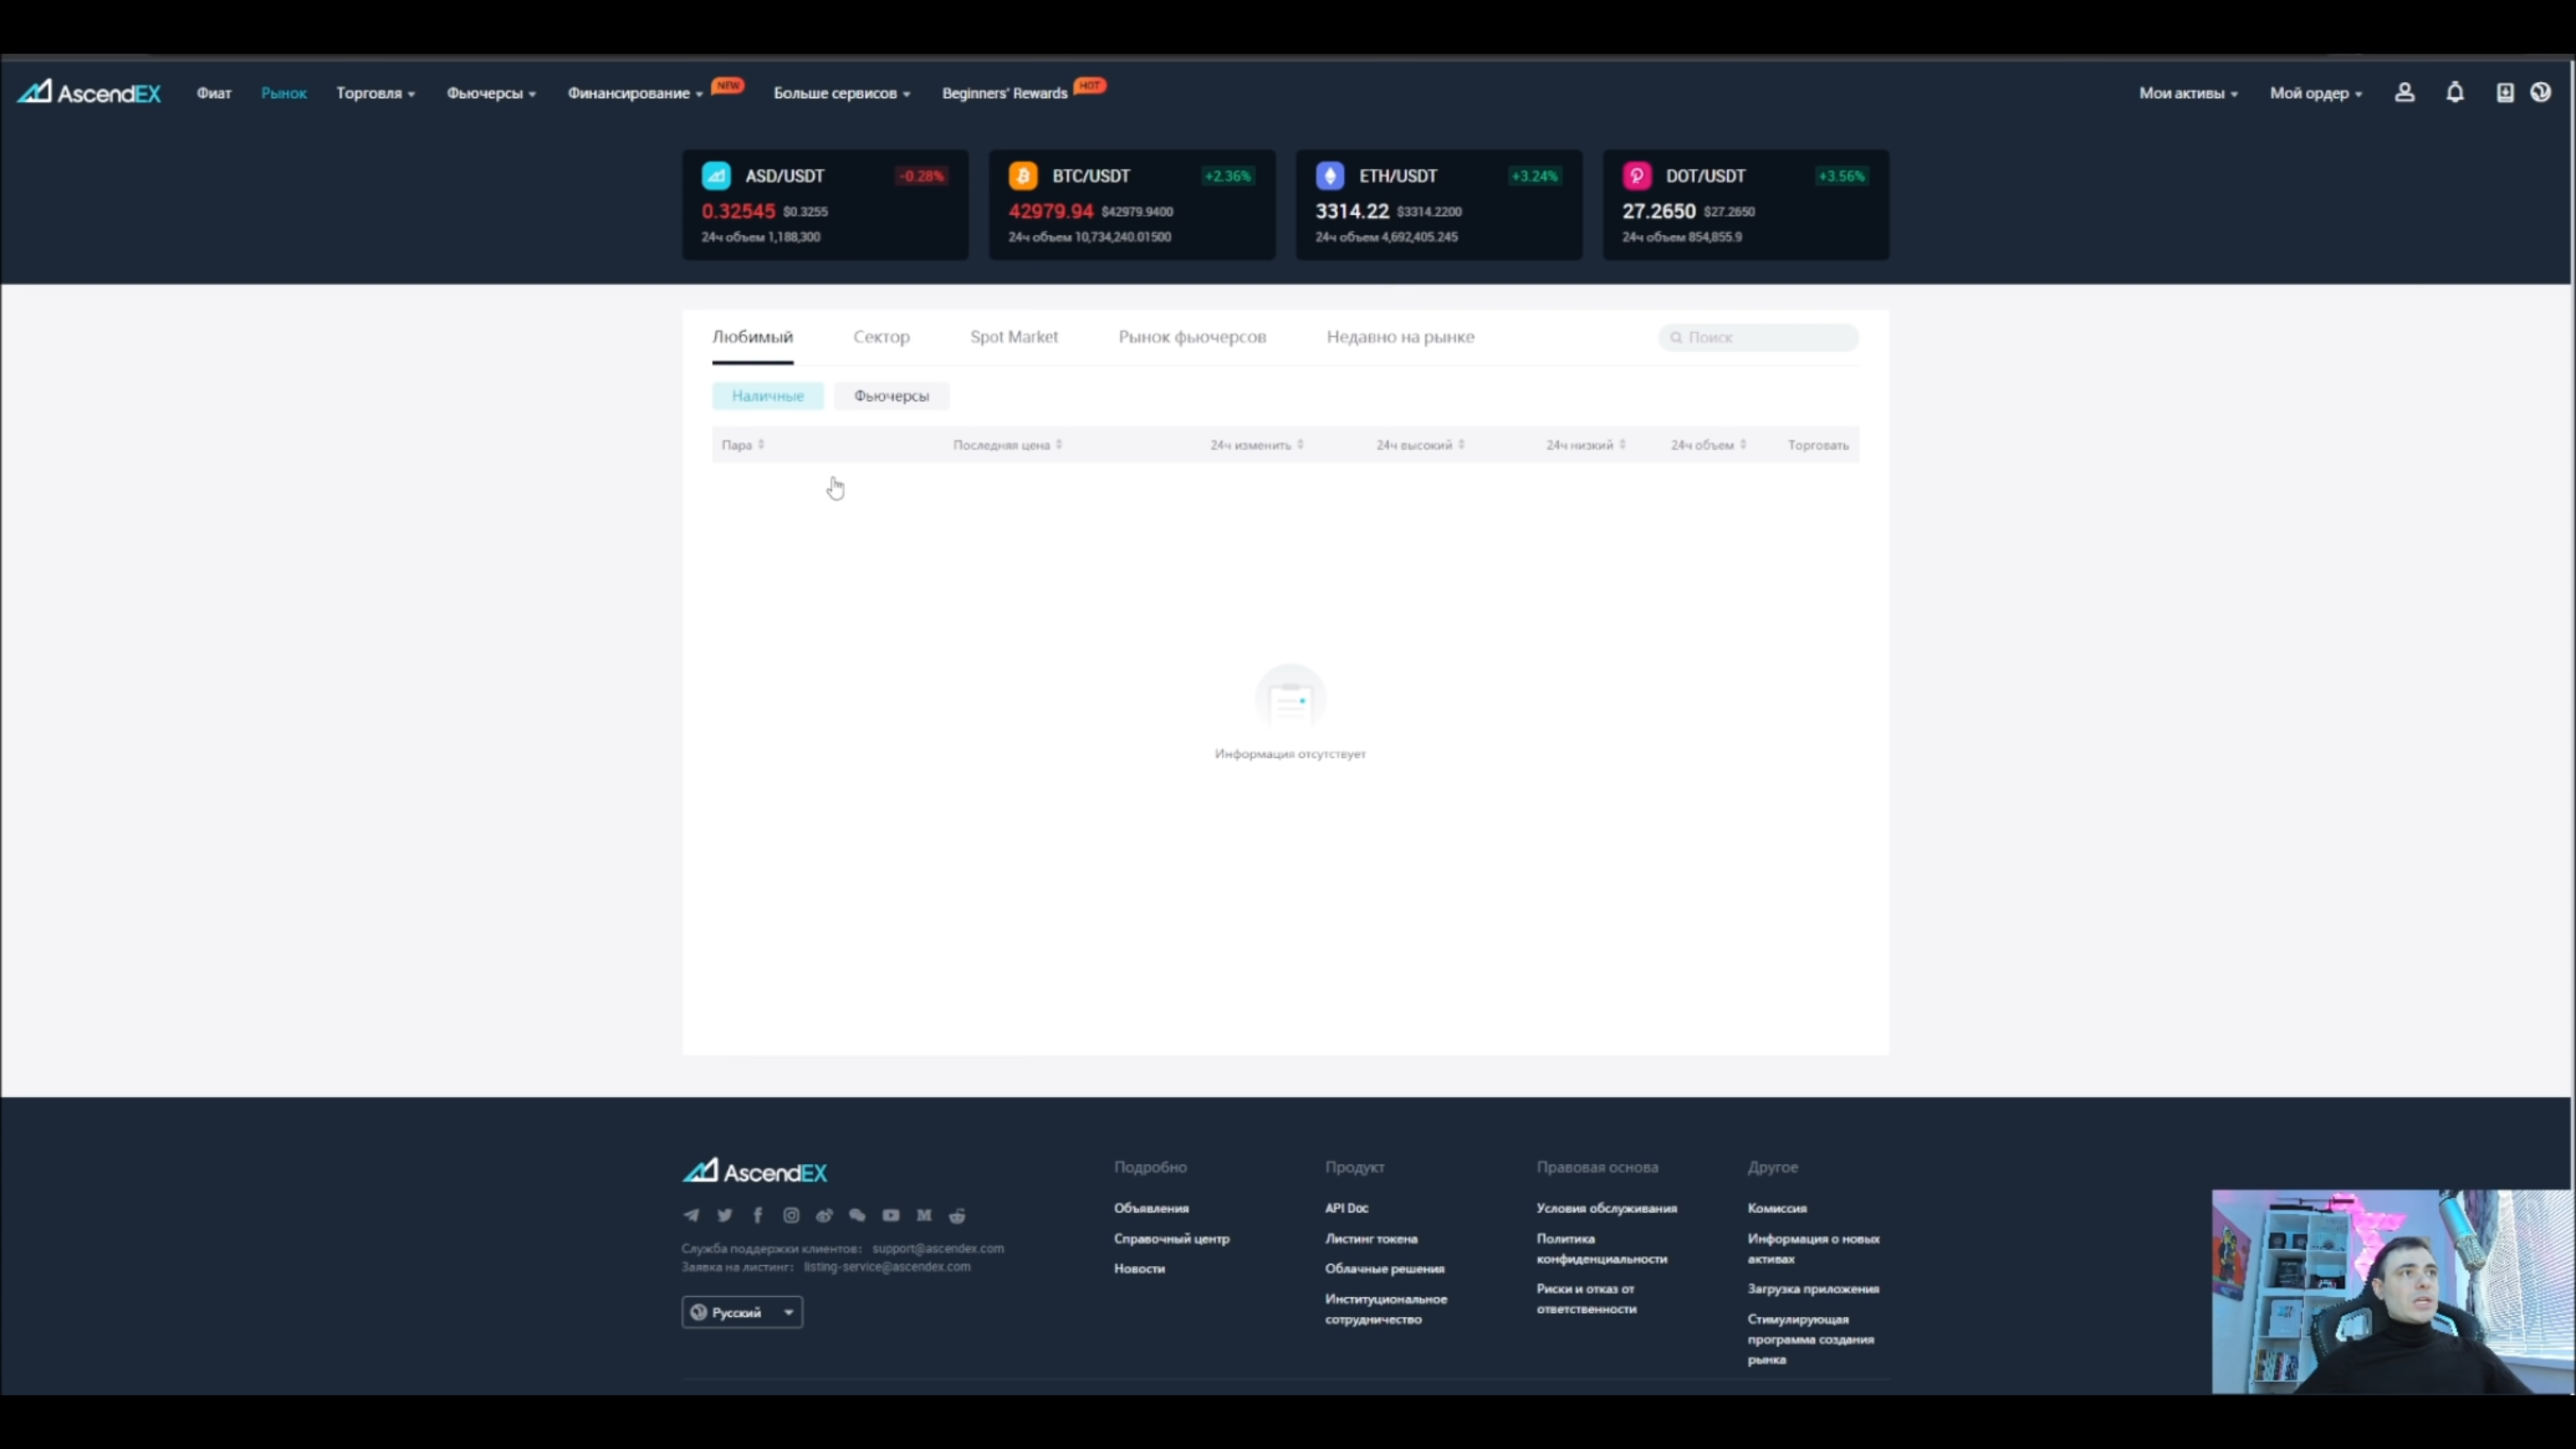 AscendEX
Фиат
Рынок
Торговля
Фьючерсы
Финансирование
NEW
Больше сервисов
Beginners' Rewards
HOT
Мои активы
Мой ордер
ASD/USDT -0.28%
0.32545 $0.3255
24ч объем 1,188,300
BTC/USDT +2.36%
42979.94 $42979.9400
24ч объем 10,734,240.01500
ETH/USDT +3.24%
3314.22 $3314.2200
24ч объем 4,692,405.245
DOT/USDT +3.56%
27.2650 $27.2650
24ч объем 854,855.9
Любимый
Сектор
Spot Market
Рынок фьючерсов
Недавно на рынке
Поиск
Наличные
Фьючерсы
Пара
Последняя цена
24ч изменить
24ч высокий
24ч низкий
24ч объем
Торговать
Информация отсутствует
AscendEX
Служба поддержки клиентов: support@ascendex.com
Заявка на листинг: listing-service@ascendex.com
Русский
Подробно
Объявления
Справочный центр
Новости
Продукт
API Doc
Листинг токена
Облачные решения
Институциональное
сотрудничество
Правовая основа
Условия обслуживания
Политика
конфиденциальности
Риски и отказ от
ответственности
Другое
Комиссия
Информация о новых
активах
Загрузка приложения
Стимулирующая
программа создания
рынка